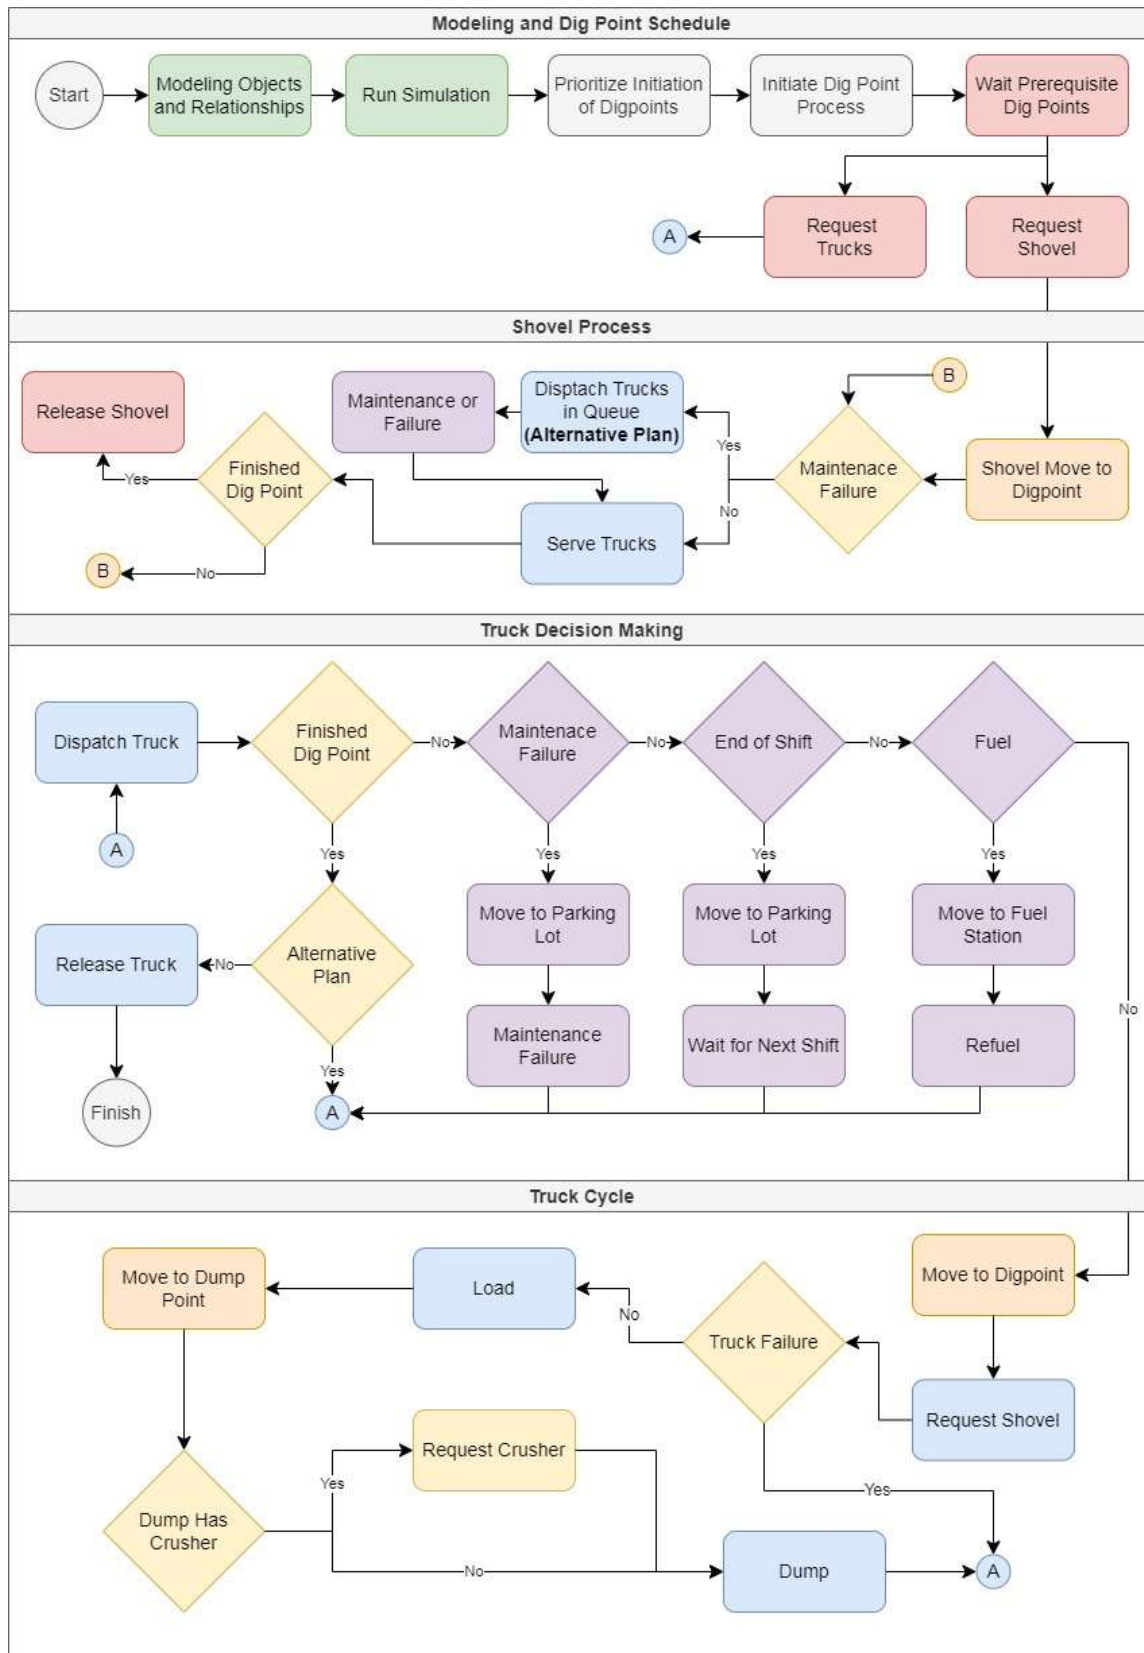 Modeling and Dig Point Schedule
Start
Modeling Objects
and Relationships
Run Simulation
Prioritize Initiation
of Digpoints
Initiate Dig Point
Process
Wait Prerequisite
Dig Points
A
Request
Trucks
Request
Shovel
Shovel Process
Release Shovel
Yes
Finished
Dig Point
B
No
Maintenance or
Failure
Disptach Trucks
in Queue
(Alternative Plan)
Serve Trucks
Yes
No
Maintenace
Failure
B
Shovel Move to
Digpoint
Truck Decision Making
Dispatch Truck
A
Finished
Dig Point
No
Maintenace
Failure
No
End of Shift
No
Fuel
No
Yes
Yes
Yes
Yes
Release Truck
No
Alternative
Plan
Move to Parking
Lot
Move to Parking
Lot
Move to Fuel
Station
Maintenance
Failure
Wait for Next Shift
Refuel
Yes
Finish
A
Truck Cycle
Move to Dump
Point
Load
No
Truck Failure
Move to Digpoint
Request Shovel
Yes
Request Crusher
Yes
Dump Has
Crusher
No
Dump
A